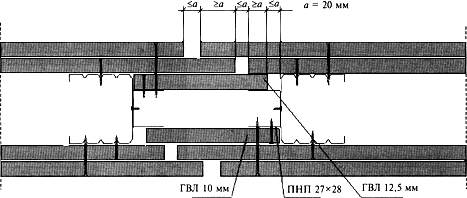 ≤a ≥a ≤a ≥a ≤a a = 20 мм
ГВЛ 10 мм ПНП 27×28 ГВЛ 12,5 мм